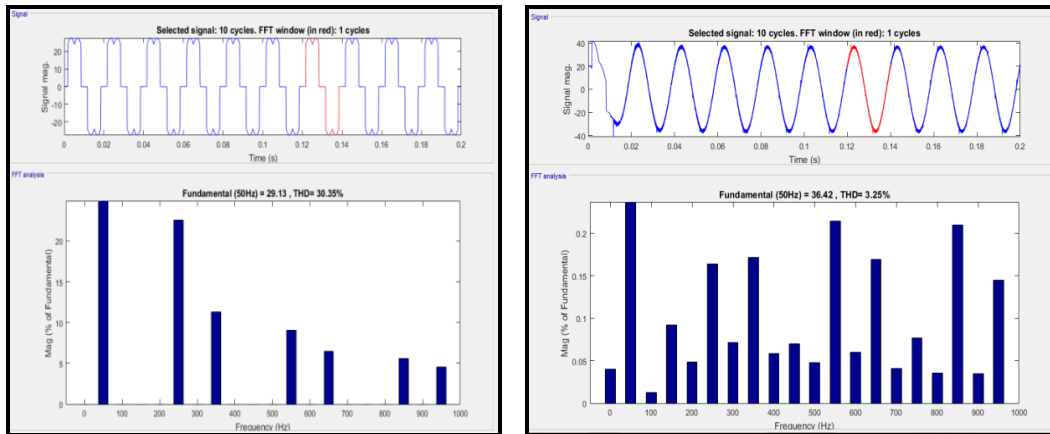 Signal
Selected signal: 10 cycles. FFT window (in red): 1 cycles
20
10
0
-10
-20
Signal mag.
0 0.02 0.04 0.06 0.08 0.1 0.12 0.14 0.16 0.18 0.2
Time (s)
FFT analysis
Fundamental (50Hz) = 29.13 , THD= 30.35%
20
15
10
5
0
Mag (% of Fundamental)
0 100 200 300 400 500 600 700 800 900 1000
Frequency (Hz)
Signal
Selected signal: 10 cycles. FFT window (in red): 1 cycles
40
20
0
-20
-40
Signal mag.
0 0.02 0.04 0.06 0.08 0.1 0.12 0.14 0.16 0.18 0.2
Time (s)
FFT analysis
Fundamental (50Hz) = 36.42 , THD= 3.25%
0.2
0.15
0.1
0.05
0
Mag (% of Fundamental)
0 100 200 300 400 500 600 700 800 900 1000
Frequency (Hz)